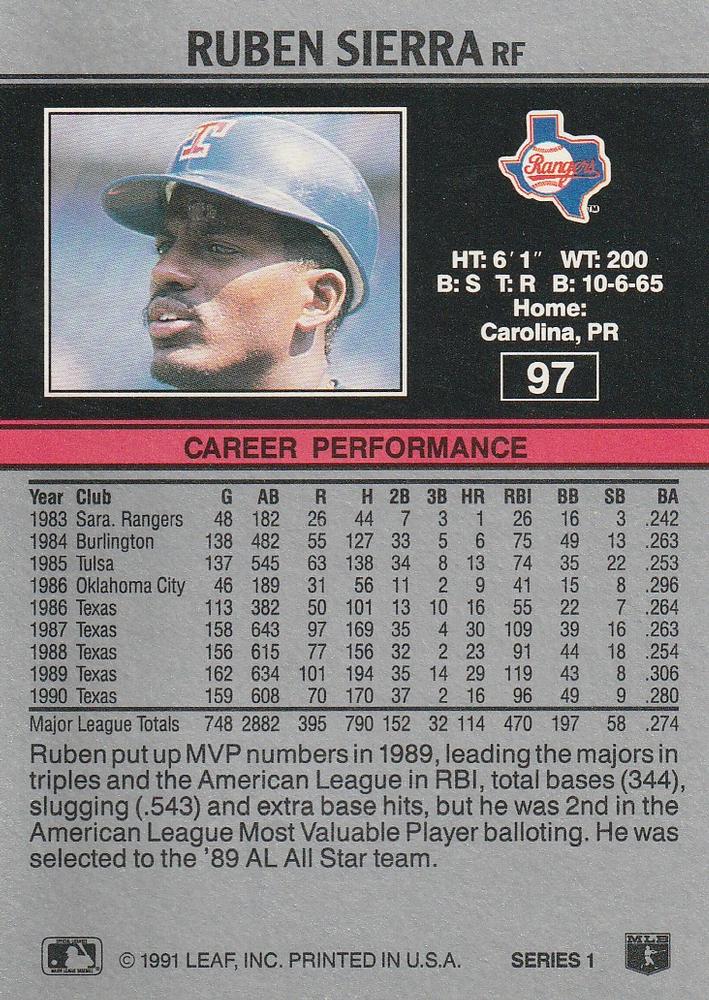 RUBEN SIERRA RF
T
Rangers
TM
HT: 6′ 1″ WT: 200
B: S T: R B: 10-6-65
Home:
Carolina, PR
97
CAREER PERFORMANCE
Year Club G AB R H 2B 3B HR RBI BB SB BA
1983 Sara. Rangers 48 182 26 44 7 3 1 26 16 3 .242
1984 Burlington 138 482 55 127 33 5 6 75 49 13 .263
1985 Tulsa 137 545 63 138 34 8 13 74 35 22 .253
1986 Oklahoma City 46 189 31 56 11 2 9 41 15 8 .296
1986 Texas 113 382 50 101 13 10 16 55 22 7 .264
1987 Texas 158 643 97 169 35 4 30 109 39 16 .263
1988 Texas 156 615 77 156 32 2 23 91 44 18 .254
1989 Texas 162 634 101 194 35 14 29 119 43 8 .306
1990 Texas 159 608 70 170 37 2 16 96 49 9 .280
Major League Totals 748 2882 395 790 152 32 114 470 197 58 .274
Ruben put up MVP numbers in 1989, leading the majors in
triples and the American League in RBI, total bases (344),
slugging (.543) and extra base hits, but he was 2nd in the
American League Most Valuable Player balloting. He was
selected to the '89 AL All Star team.
© 1991 LEAF, INC. PRINTED IN U.S.A. SERIES 1
MLB